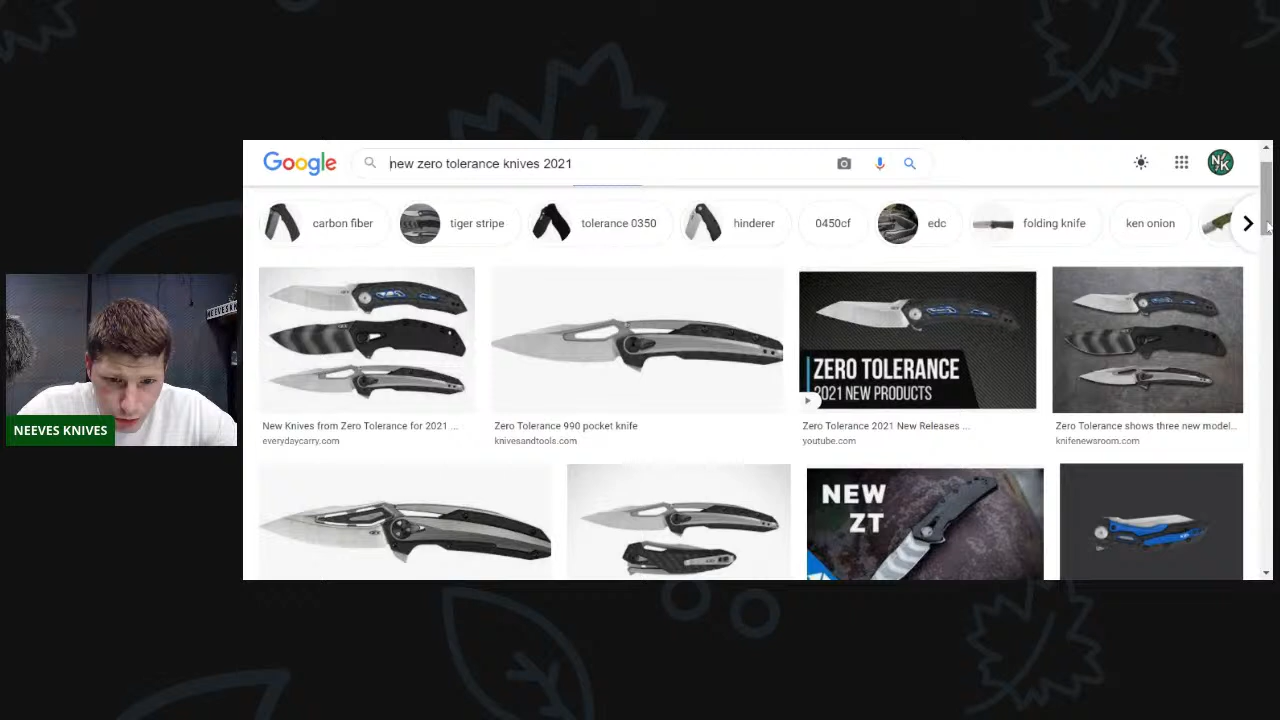 Google
new zero tolerance knives 2021
NK
carbon fiber
tiger stripe
tolerance 0350
hinderer
0450cf
edc
folding knife
ken onion
ZERO TOLERANCE
2021 NEW PRODUCTS
NEEVES KNIVES
New Knives from Zero Tolerance for 2021 ...
everydaycarry.com
Zero Tolerance 990 pocket knife
knivesandtools.com
Zero Tolerance 2021 New Releases ...
youtube.com
Zero Tolerance shows three new model...
knifenewsroom.com
NEW
ZT